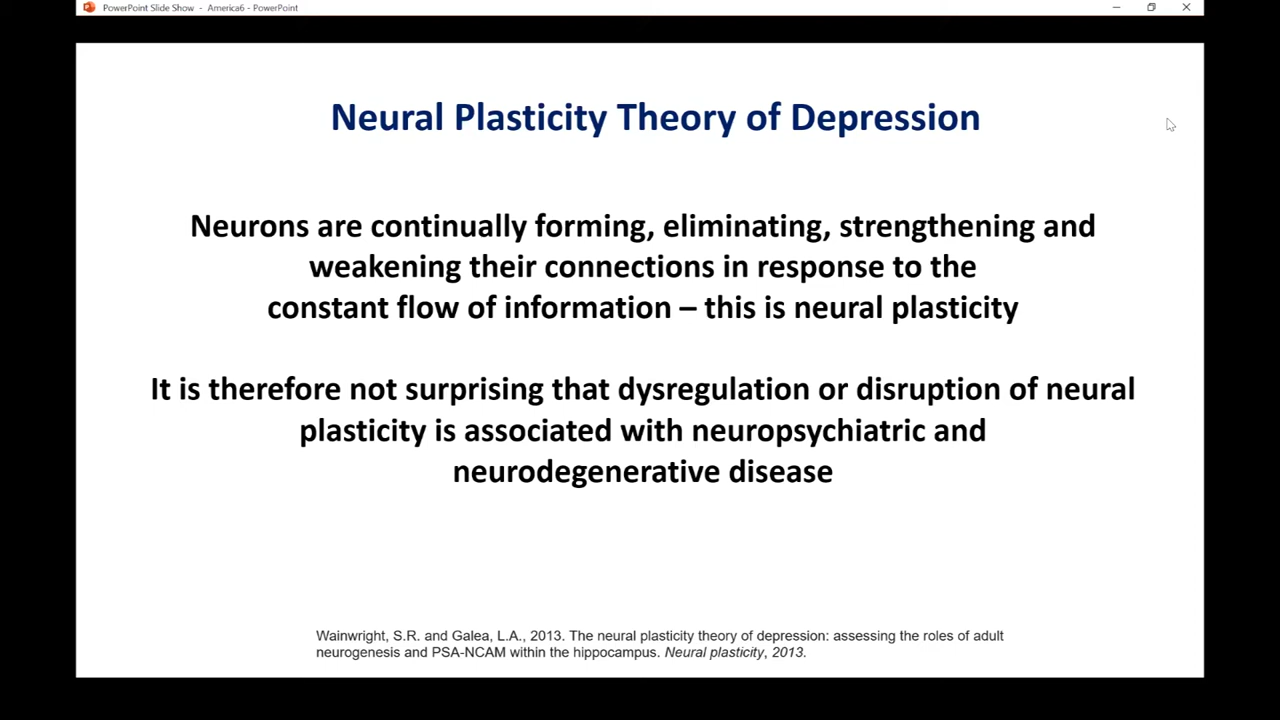 PowerPoint Slide Show - America6 - PowerPoint
Neural Plasticity Theory of Depression
Neurons are continually forming, eliminating, strengthening and
weakening their connections in response to the
constant flow of information – this is neural plasticity
It is therefore not surprising that dysregulation or disruption of neural
plasticity is associated with neuropsychiatric and
neurodegenerative disease
Wainwright, S.R. and Galea, L.A., 2013. The neural plasticity theory of depression: assessing the roles of adult
neurogenesis and PSA-NCAM within the hippocampus. Neural plasticity, 2013.